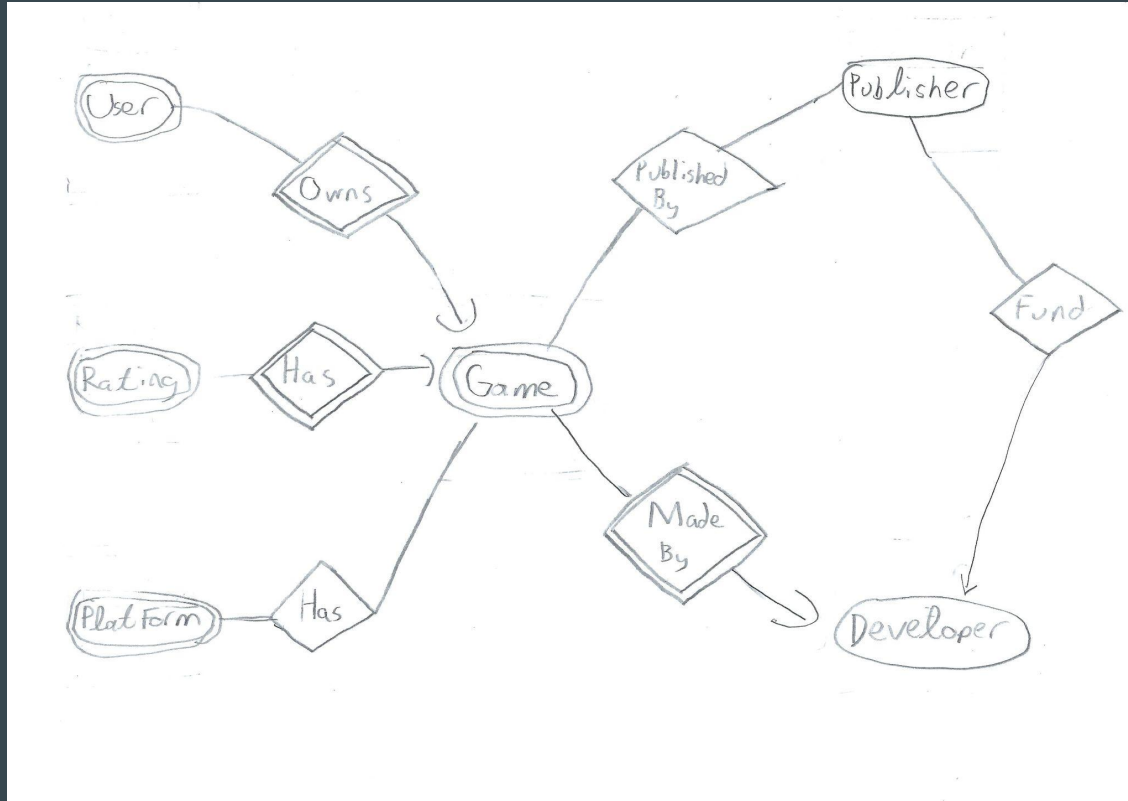 User
Publisher
Owns
Published
By
Fund
Rating
Has
Game
Made
By
Platform
Has
Developer